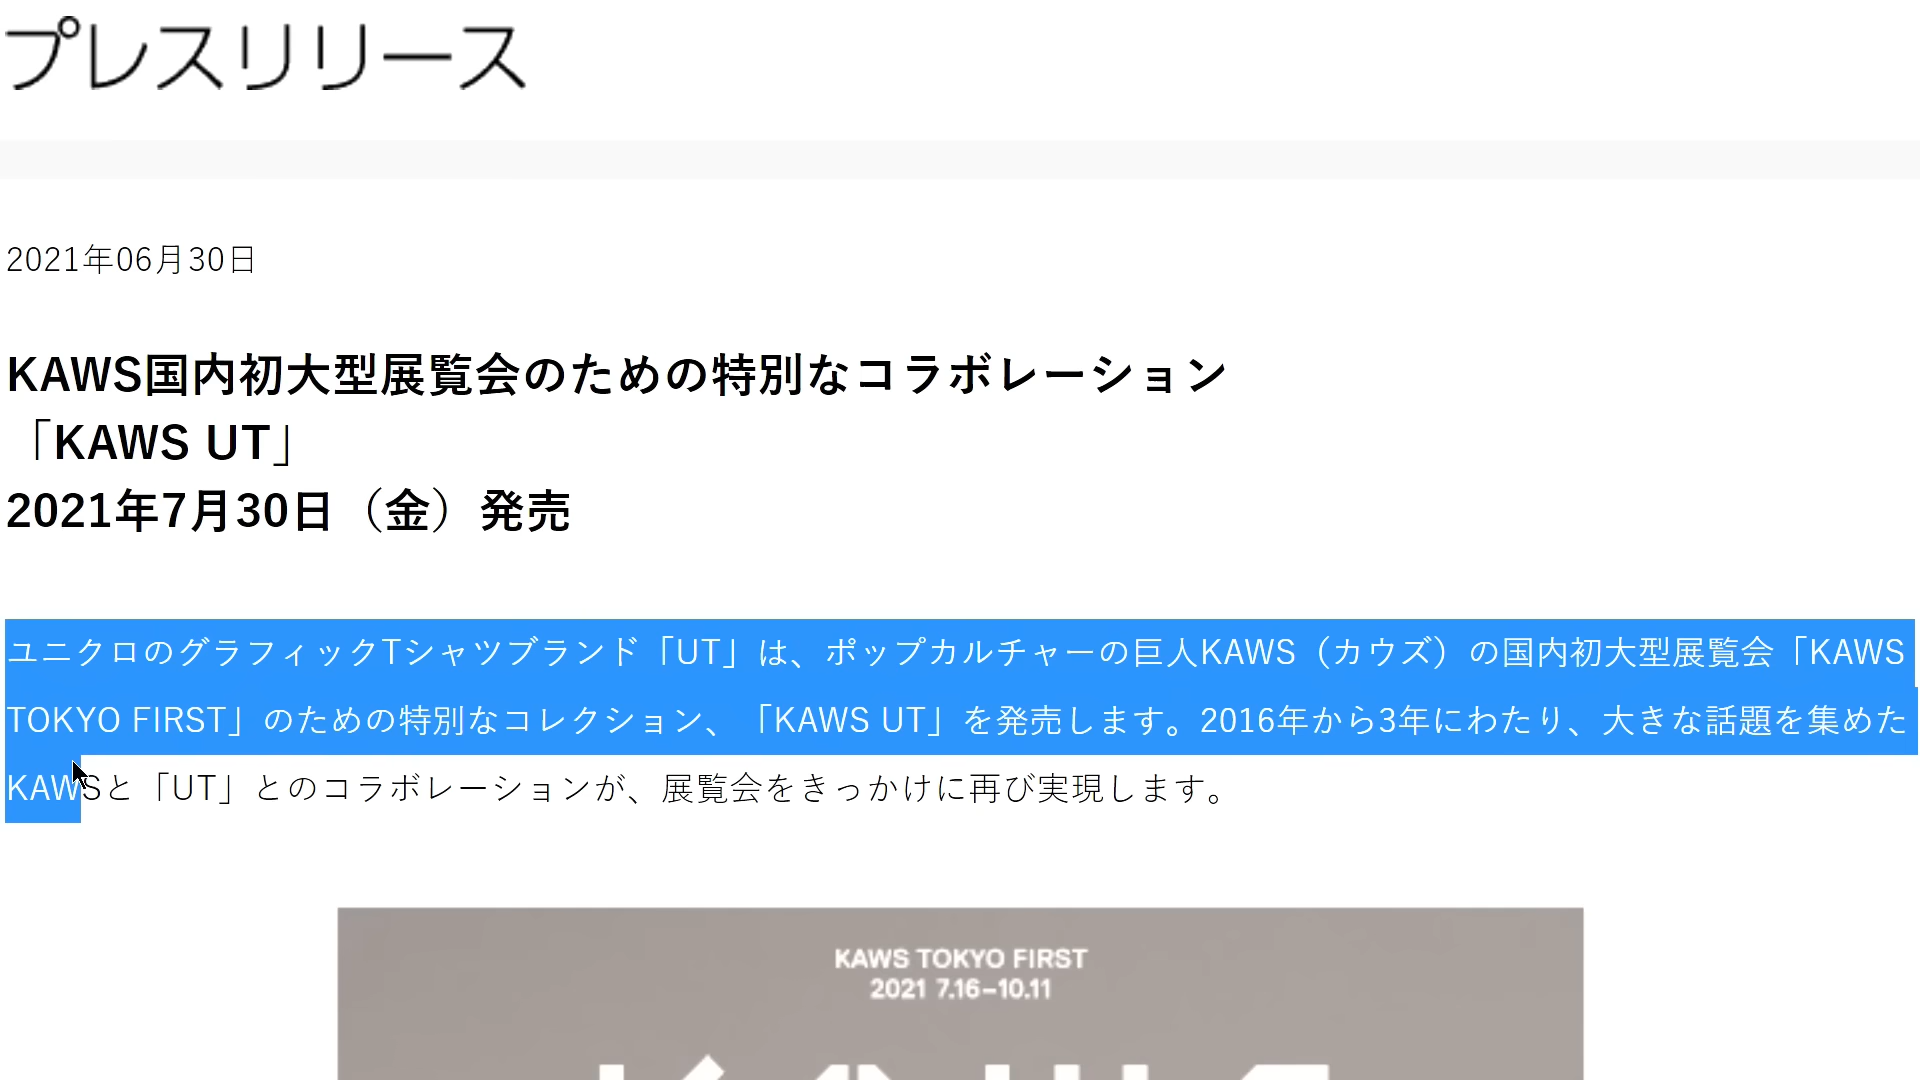 プレスリリース
2021年06月30日
KAWS国内初大型展覧会のための特別なコラボレーション
「KAWS UT」
2021年7月30日（金）発売
ユニクロのグラフィックTシャツブランド「UT」は、ポップカルチャーの巨人KAWS（カウズ）の国内初大型展覧会「KAWS
TOKYO FIRST」のための特別なコレクション、「KAWS UT」を発売します。2016年から3年にわたり、大きな話題を集めた
KAWSと「UT」とのコラボレーションが、展覧会をきっかけに再び実現します。
KAWS TOKYO FIRST
2021 7.16–10.11